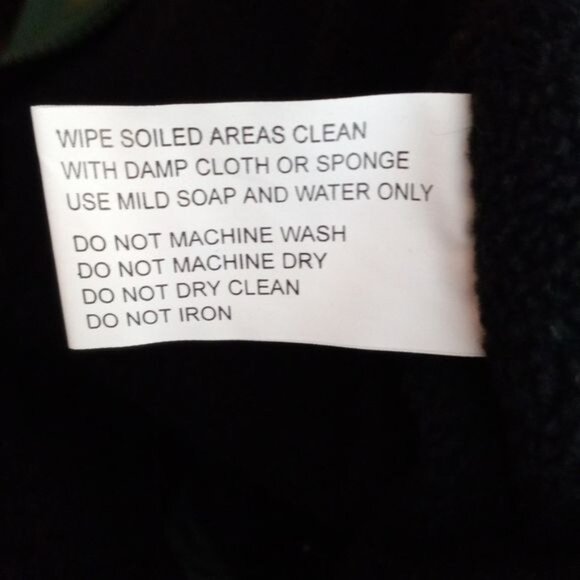 WIPE SOILED AREAS CLEAN
WITH DAMP CLOTH OR SPONGE
USE MILD SOAP AND WATER ONLY
DO NOT MACHINE WASH
DO NOT MACHINE DRY
DO NOT DRY CLEAN
DO NOT IRON